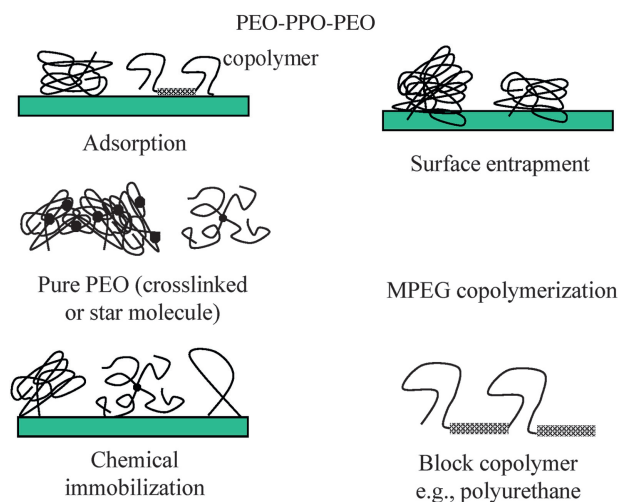 PEO-PPO-PEO
copolymer
Adsorption
Surface entrapment
Pure PEO (crosslinked
or star molecule)
MPEG copolymerization
Chemical
immobilization
Block copolymer
e.g., polyurethane